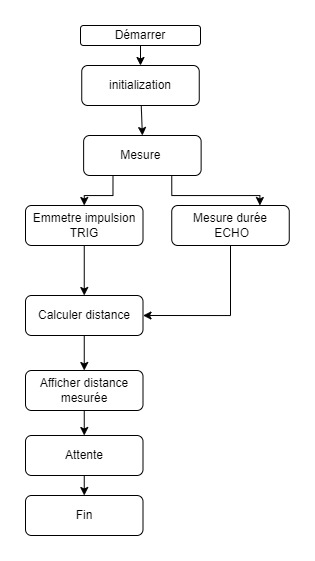 Démarrer
initialization
Mesure
Emmetre impulsion
TRIG
Mesure durée
ECHO
Calculer distance
Afficher distance
mesurée
Attente
Fin